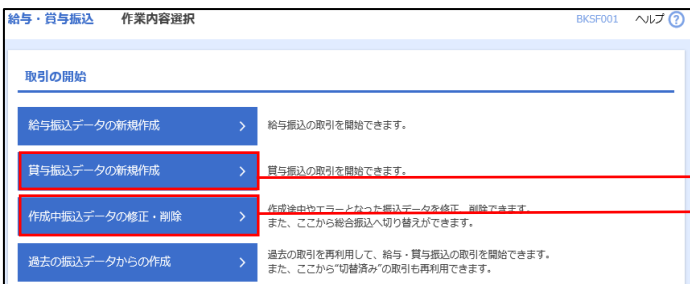 給与・賞与振込 作業内容選択 BKSF001 ヘルプ ?
取引の開始
給与振込データの新規作成 > 給与振込の取引を開始できます。
賞与振込データの新規作成 > 賞与振込の取引を開始できます。
作成中振込データの修正・削除 > 作成途中やエラーとなった振込データを修正、削除できます。
また、ここから総合振込へ切り替えができます。
過去の振込データからの作成 > 過去の取引を再利用して、給与・賞与振込の取引を開始できます。
また、ここから"切替済み"の取引も再利用できます。